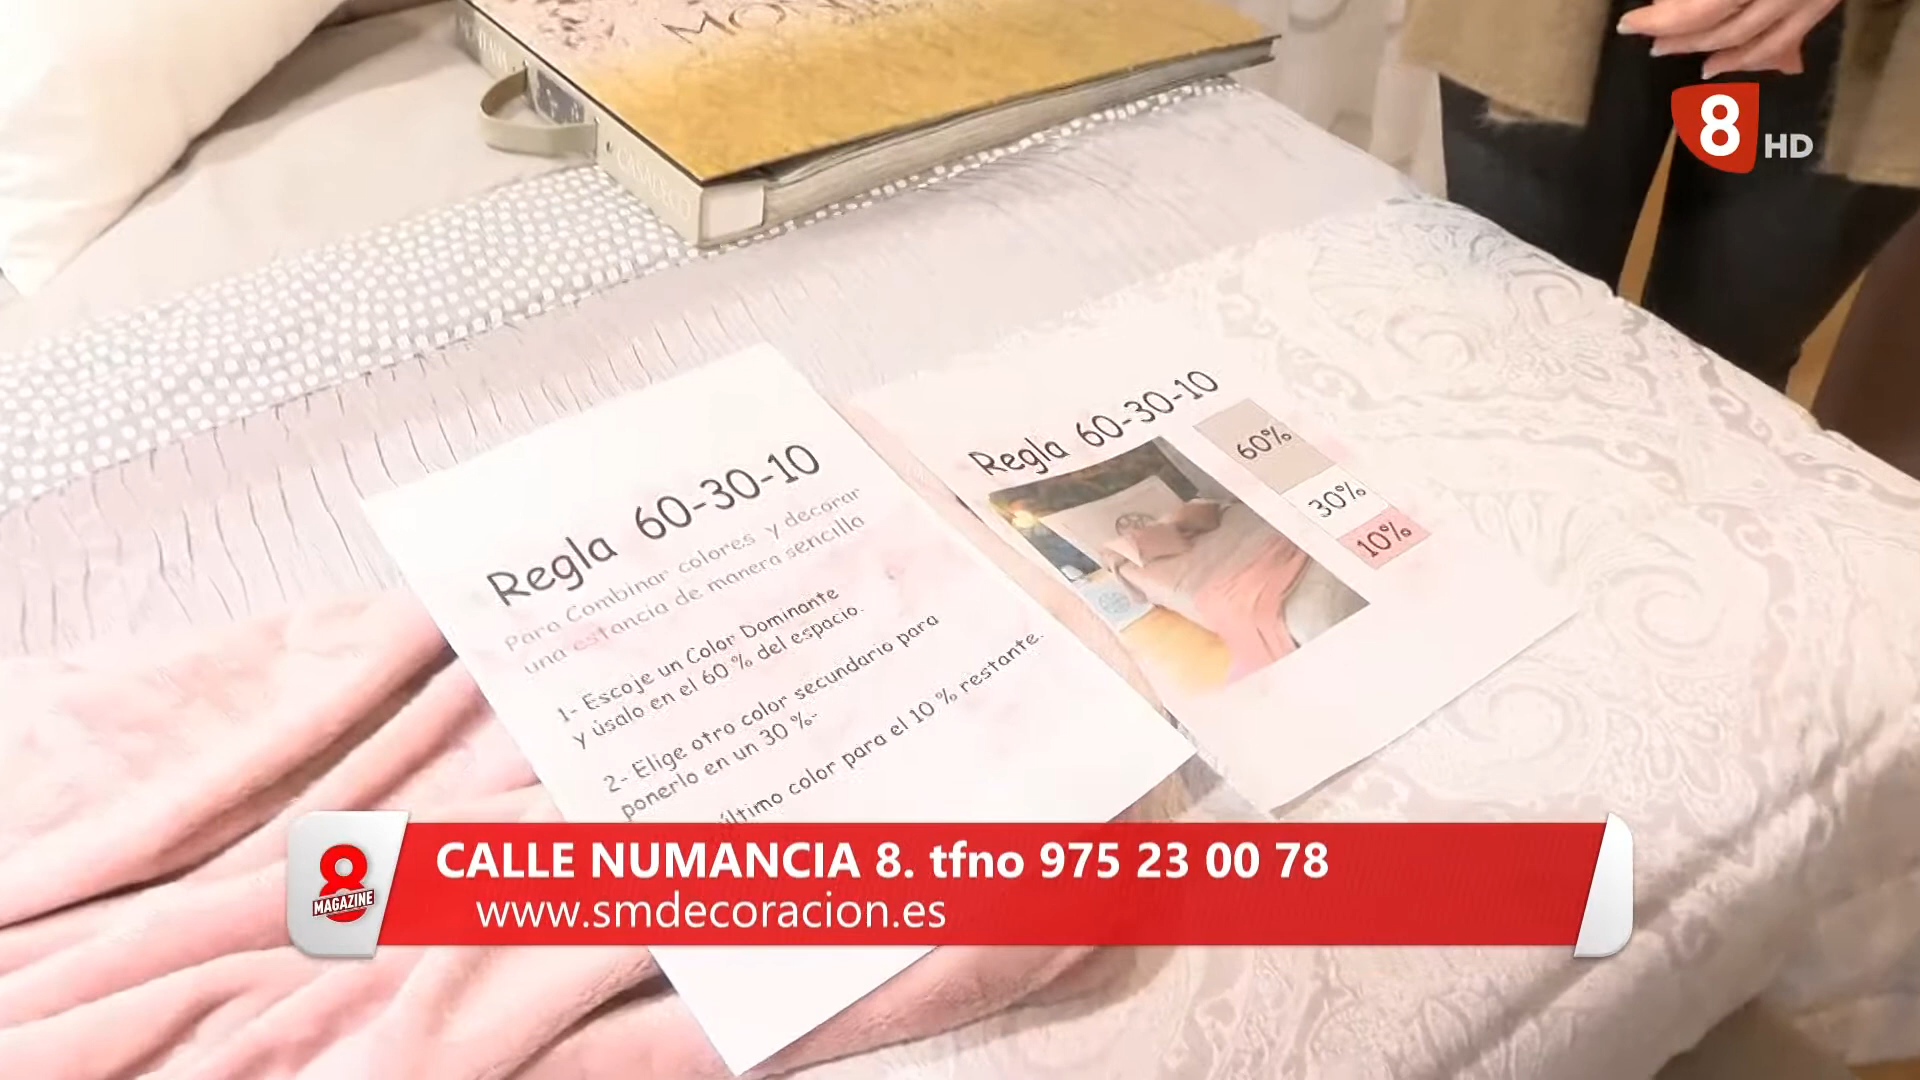 8 HD
CASADECO
Regla 60-30-10
Para Combinar colores y decorar
una estancia de manera sencilla
1- Escoje un Color Dominante
y úsalo en el 60 % del espacio.
2- Elige otro color secundario para
ponerlo en un 30 %-
último color para el 10 % restante.
Regla 60-30-10
60%
30%
10%
8
MAGAZINE
CALLE NUMANCIA 8. tfno 975 23 00 78
www.smdecoracion.es